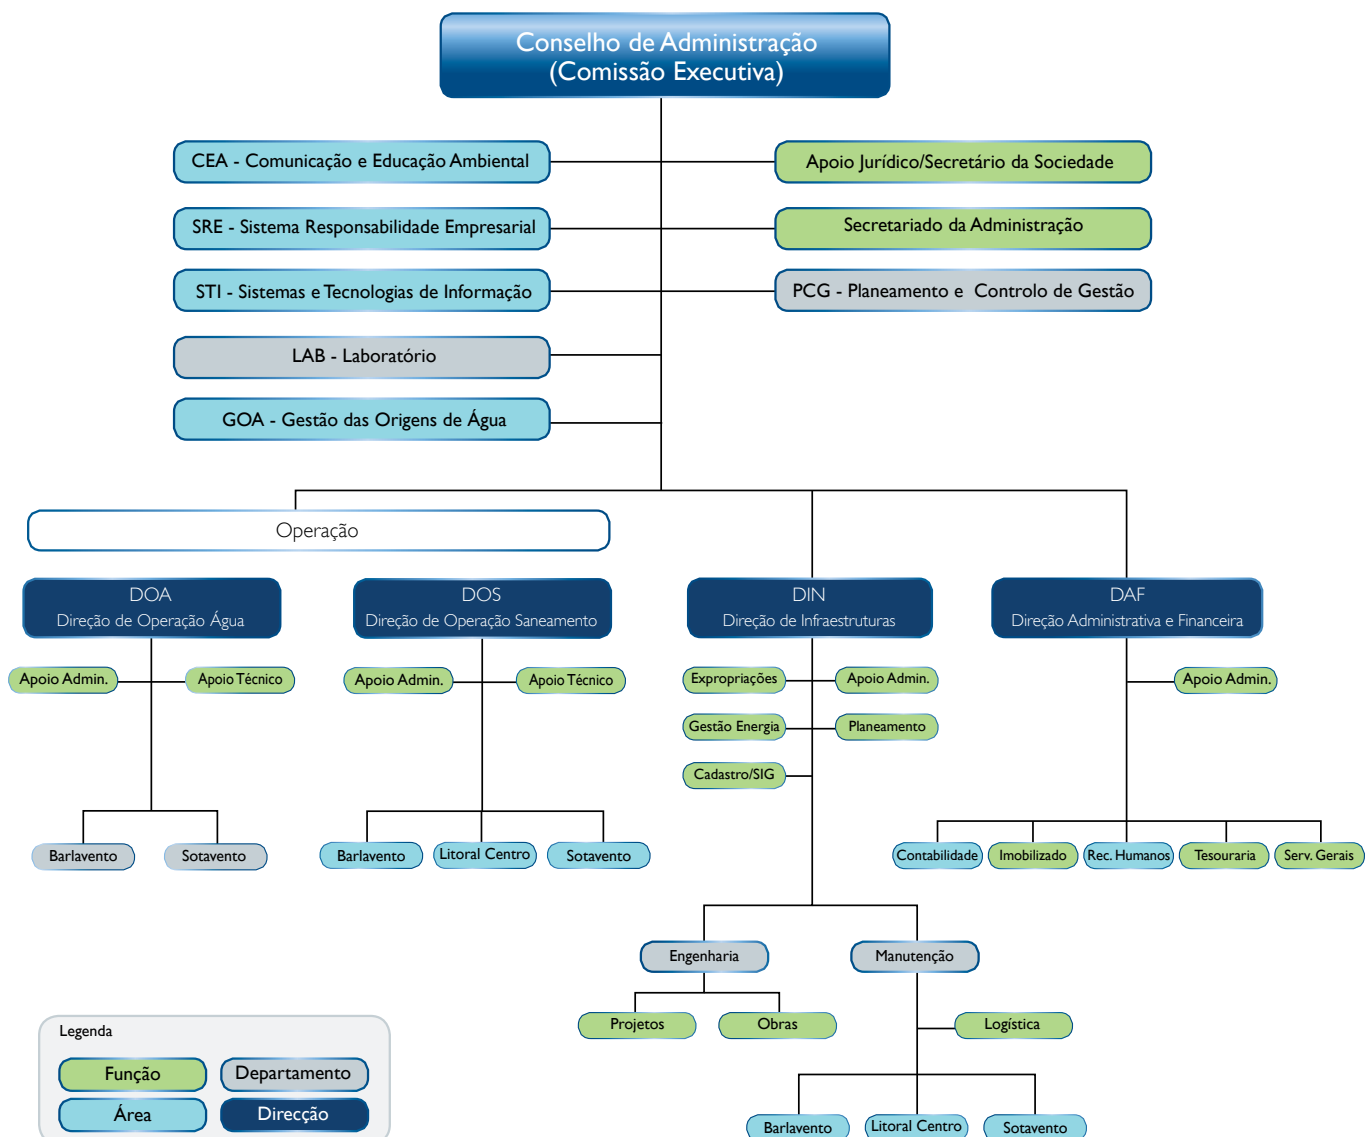 Conselho de Administração
(Comissão Executiva)
CEA - Comunicação e Educação Ambiental
Apoio Jurídico/Secretário da Sociedade
SRE - Sistema Responsabilidade Empresarial
Secretariado da Administração
STI - Sistemas e Tecnologias de Informação
PCG - Planeamento e Controlo de Gestão
LAB - Laboratório
GOA - Gestão das Origens de Água
Operação
DOA
Direção de Operação Água
DOS
Direção de Operação Saneamento
DIN
Direção de Infraestruturas
DAF
Direção Administrativa e Financeira
Apoio Admin.
Apoio Técnico
Apoio Admin.
Apoio Técnico
Expropriações
Apoio Admin.
Apoio Admin.
Gestão Energia
Planeamento
Cadastro/SIG
Barlavento
Sotavento
Barlavento
Litoral Centro
Sotavento
Contabilidade
Imobilizado
Rec. Humanos
Tesouraria
Serv. Gerais
Engenharia
Manutenção
Projetos
Obras
Logística
Barlavento
Litoral Centro
Sotavento
Legenda
Função
Departamento
Área
Direcção